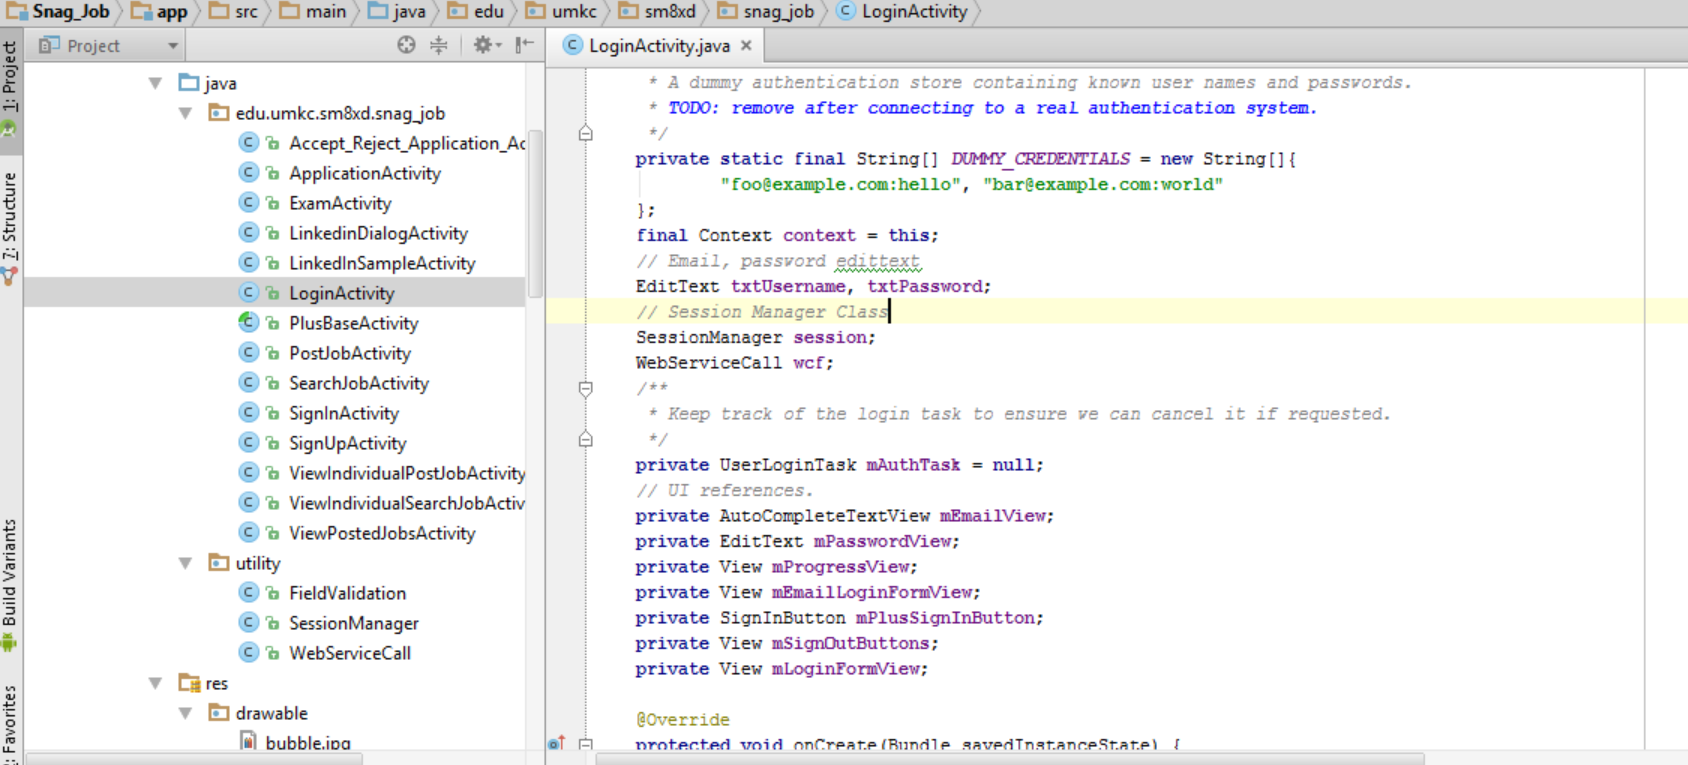 Snag_Job app src main java edu umkc sm8xd snag_job LoginActivity
Project
1: Project
7: Structure
Build Variants
Favorites
java
edu.umkc.sm8xd.snag_job
Accept_Reject_Application_Ac
ApplicationActivity
ExamActivity
LinkedinDialogActivity
LinkedInSampleActivity
LoginActivity
PlusBaseActivity
PostJobActivity
SearchJobActivity
SignInActivity
SignUpActivity
ViewIndividualPostJobActivity
ViewIndividualSearchJobActiv
ViewPostedJobsActivity
utility
FieldValidation
SessionManager
WebServiceCall
res
drawable
bubble.jpg
LoginActivity.java
* A dummy authentication store containing known user names and passwords.
* TODO: remove after connecting to a real authentication system.
*/
private static final String[] DUMMY_CREDENTIALS = new String[]{
"foo@example.com:hello", "bar@example.com:world"
};
final Context context = this;
// Email, password edittext
EditText txtUsername, txtPassword;
// Session Manager Class
SessionManager session;
WebServiceCall wcf;
/**
* Keep track of the login task to ensure we can cancel it if requested.
*/
private UserLoginTask mAuthTask = null;
// UI references.
private AutoCompleteTextView mEmailView;
private EditText mPasswordView;
private View mProgressView;
private View mEmailLoginFormView;
private SignInButton mPlusSignInButton;
private View mSignOutButtons;
private View mLoginFormView;
@Override
protected void onCreate(Bundle savedInstanceState) {